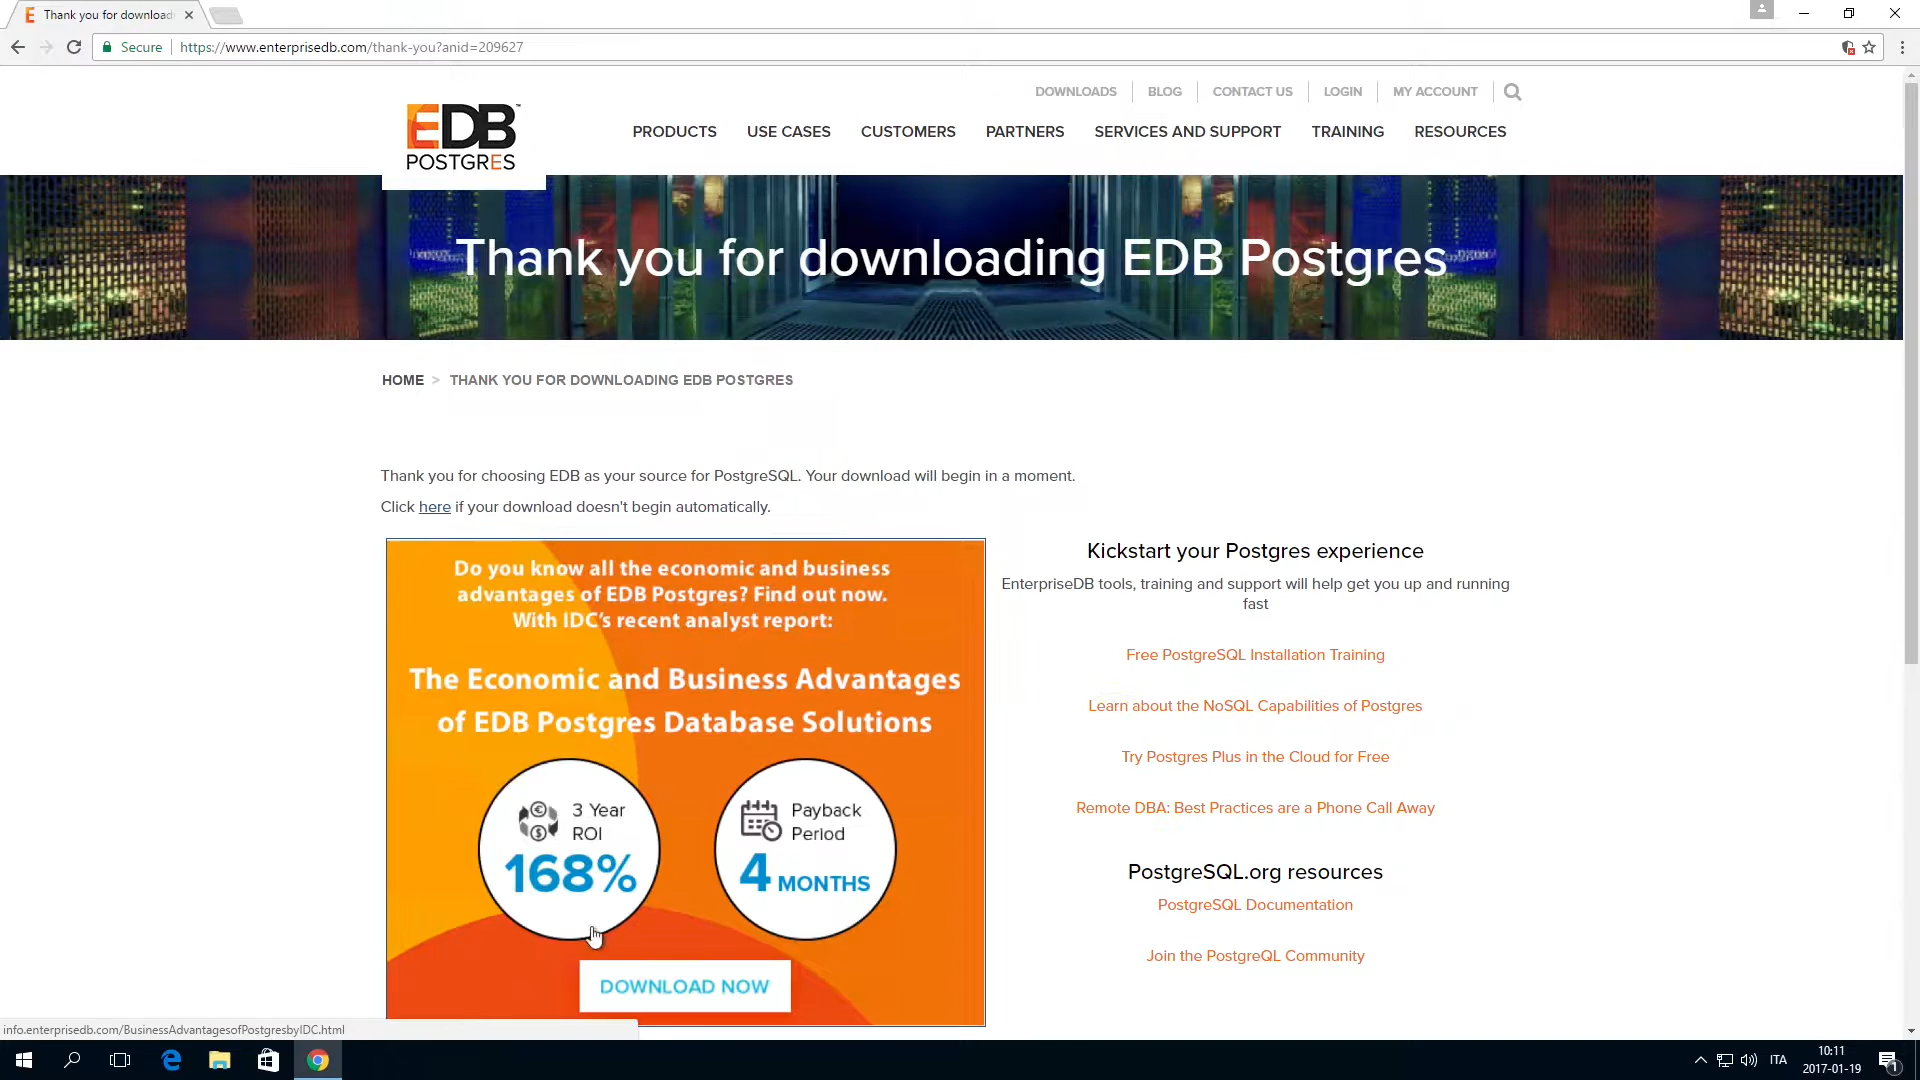 Thank you for download
Secure
https://www.enterprisedb.com/thank-you?anid=209627
DOWNLOADS
BLOG
CONTACT US
LOGIN
MY ACCOUNT
EDB™
POSTGRES
PRODUCTS
USE CASES
CUSTOMERS
PARTNERS
SERVICES AND SUPPORT
TRAINING
RESOURCES
Thank you for downloading EDB Postgres
HOME > THANK YOU FOR DOWNLOADING EDB POSTGRES
Thank you for choosing EDB as your source for PostgreSQL. Your download will begin in a moment.
Click here if your download doesn't begin automatically.
Do you know all the economic and business
advantages of EDB Postgres? Find out now.
With IDC's recent analyst report:
The Economic and Business Advantages
of EDB Postgres Database Solutions
3 Year
ROI
168%
Payback
Period
4 MONTHS
DOWNLOAD NOW
Kickstart your Postgres experience
EnterpriseDB tools, training and support will help get you up and running
fast
Free PostgreSQL Installation Training
Learn about the NoSQL Capabilities of Postgres
Try Postgres Plus in the Cloud for Free
Remote DBA: Best Practices are a Phone Call Away
PostgreSQL.org resources
PostgreSQL Documentation
Join the PostgreQL Community
info.enterprisedb.com/BusinessAdvantagesofPostgresbyIDC.html
ITA
10:11
2017-01-19
1